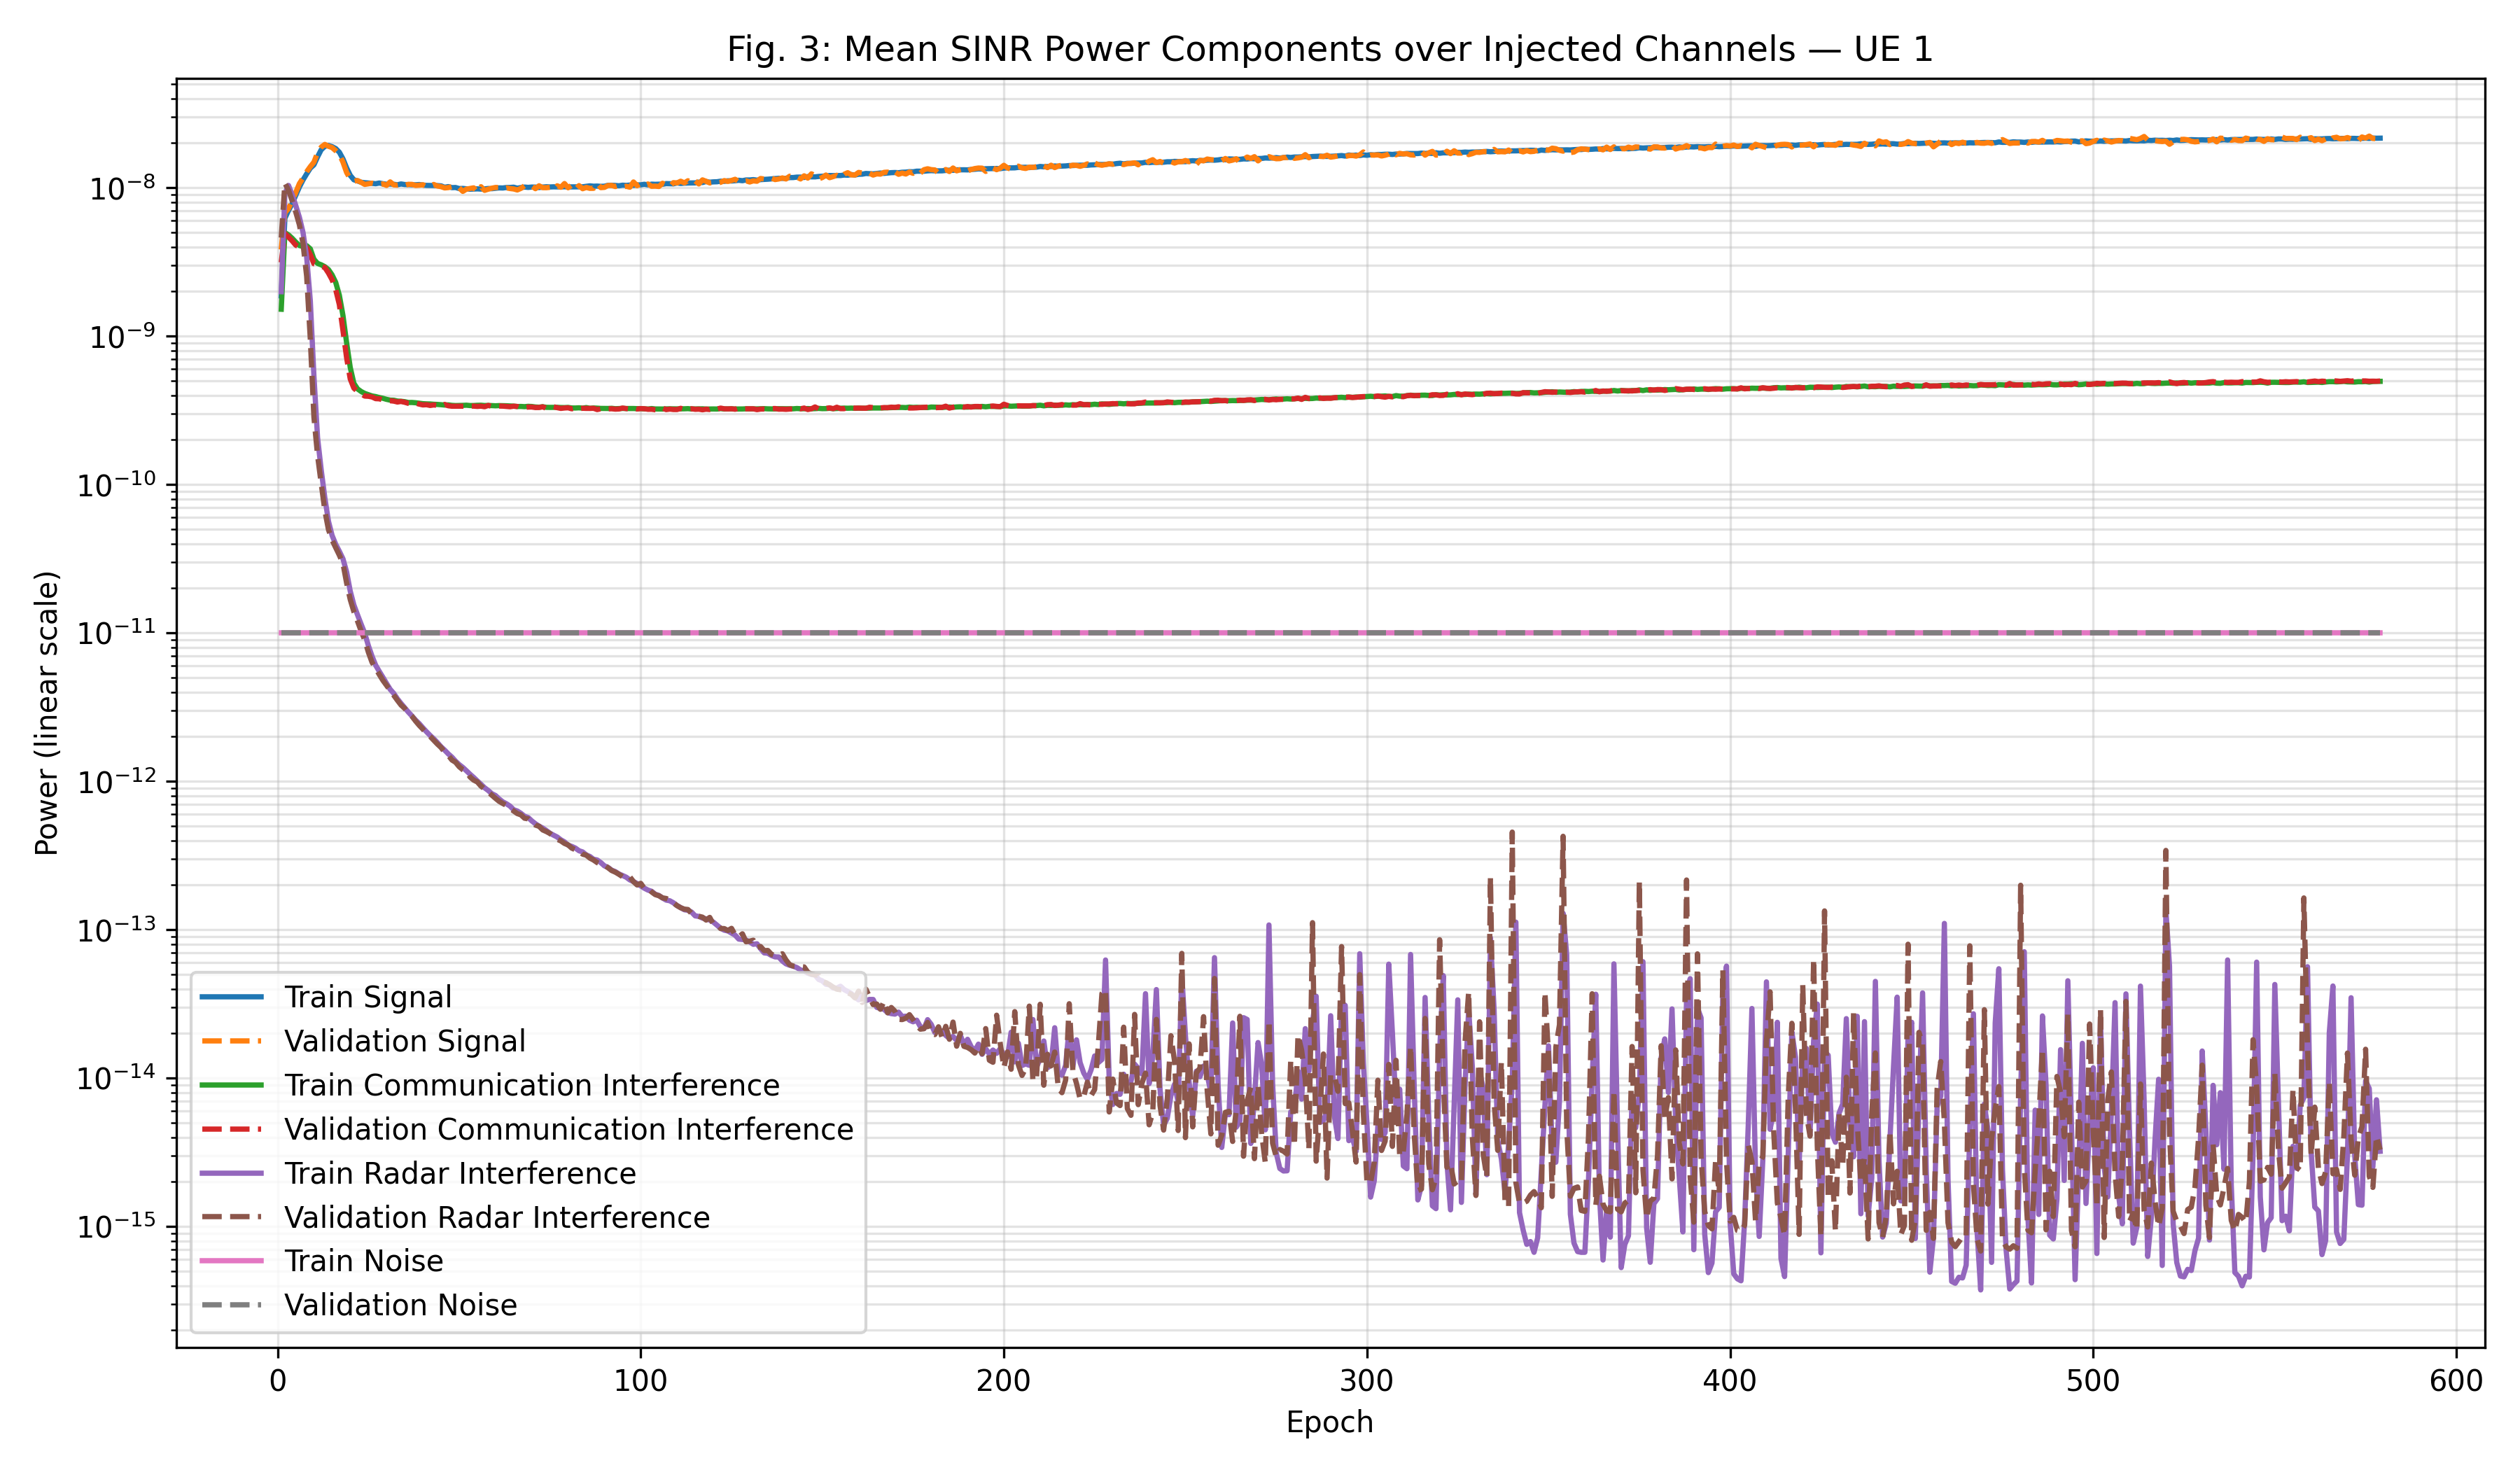 Fig. 3: Mean SINR Power Components over Injected Channels — UE 1
Power (linear scale)
10⁻⁸
10⁻⁹
10⁻¹⁰
10⁻¹¹
10⁻¹²
10⁻¹³
10⁻¹⁴
10⁻¹⁵
Train Signal
Validation Signal
Train Communication Interference
Validation Communication Interference
Train Radar Interference
Validation Radar Interference
Train Noise
Validation Noise
0 100 200 300 400 500 600
Epoch